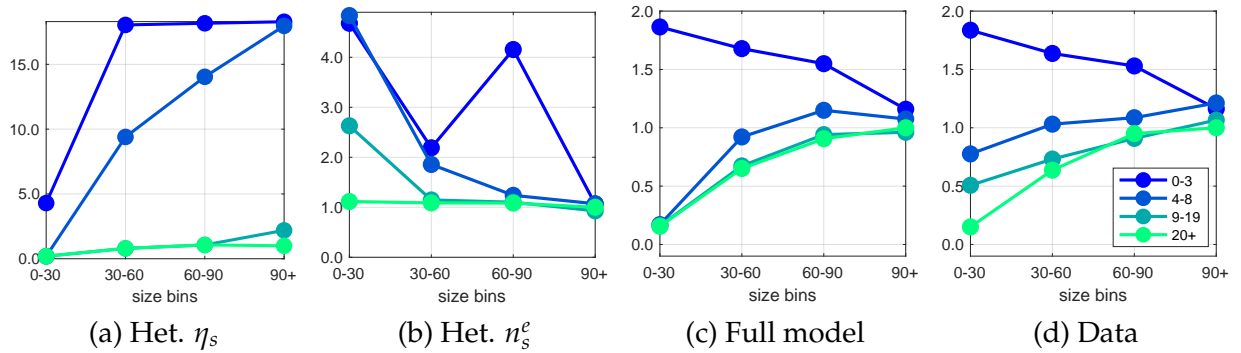 15.0
10.0
5.0
0.0
0-30 30-60 60-90 90+
size bins
(a) Het. ηₛ
5.0
4.0
3.0
2.0
1.0
0.0
0-30 30-60 60-90 90+
size bins
(b) Het. nₛᵉ
2.0
1.5
1.0
0.5
0.0
0-30 30-60 60-90 90+
size bins
(c) Full model
2.0
1.5
1.0
0.5
0.0
0-3
4-8
9-19
20+
0-30 30-60 60-90 90+
size bins
(d) Data